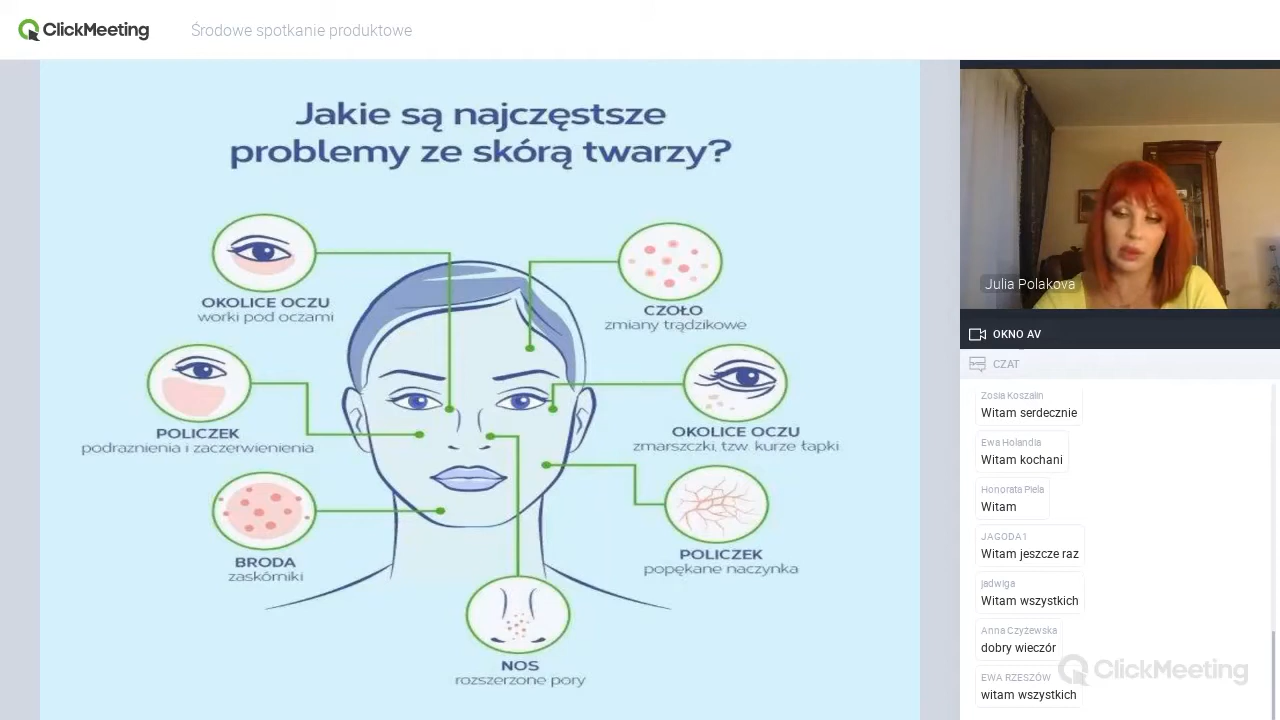 ClickMeeting
Środowe spotkanie produktowe
Jakie są najczęstsze
problemy ze skórą twarzy?
OKOLICE OCZU
worki pod oczami
CZOŁO
zmiany trądzikowe
POLICZEK
podraznienia i zaczerwienienia
OKOLICE OCZU
zmarszczki, tzw. kurze łapki
BRODA
zaskórniki
POLICZEK
popękane naczynka
NOS
rozszerzone pory
Julia Polakova
OKNO AV
CZAT
Zosia Koszalin
Witam serdecznie
Ewa Holandia
Witam kochani
Honorata Piela
Witam
JAGODA1
Witam jeszcze raz
jadwiga
Witam wszystkich
Anna Czyżewska
dobry wieczór
EWA RZESZÓW
witam wszystkich
ClickMeeting